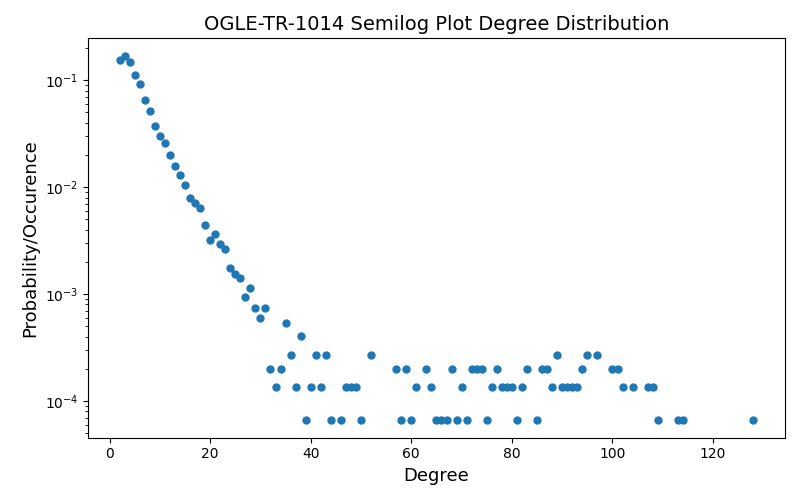 OGLE-TR-1014 Semilog Plot Degree Distribution
Probability/Occurence
10⁻¹
10⁻²
10⁻³
10⁻⁴
0 20 40 60 80 100 120
Degree